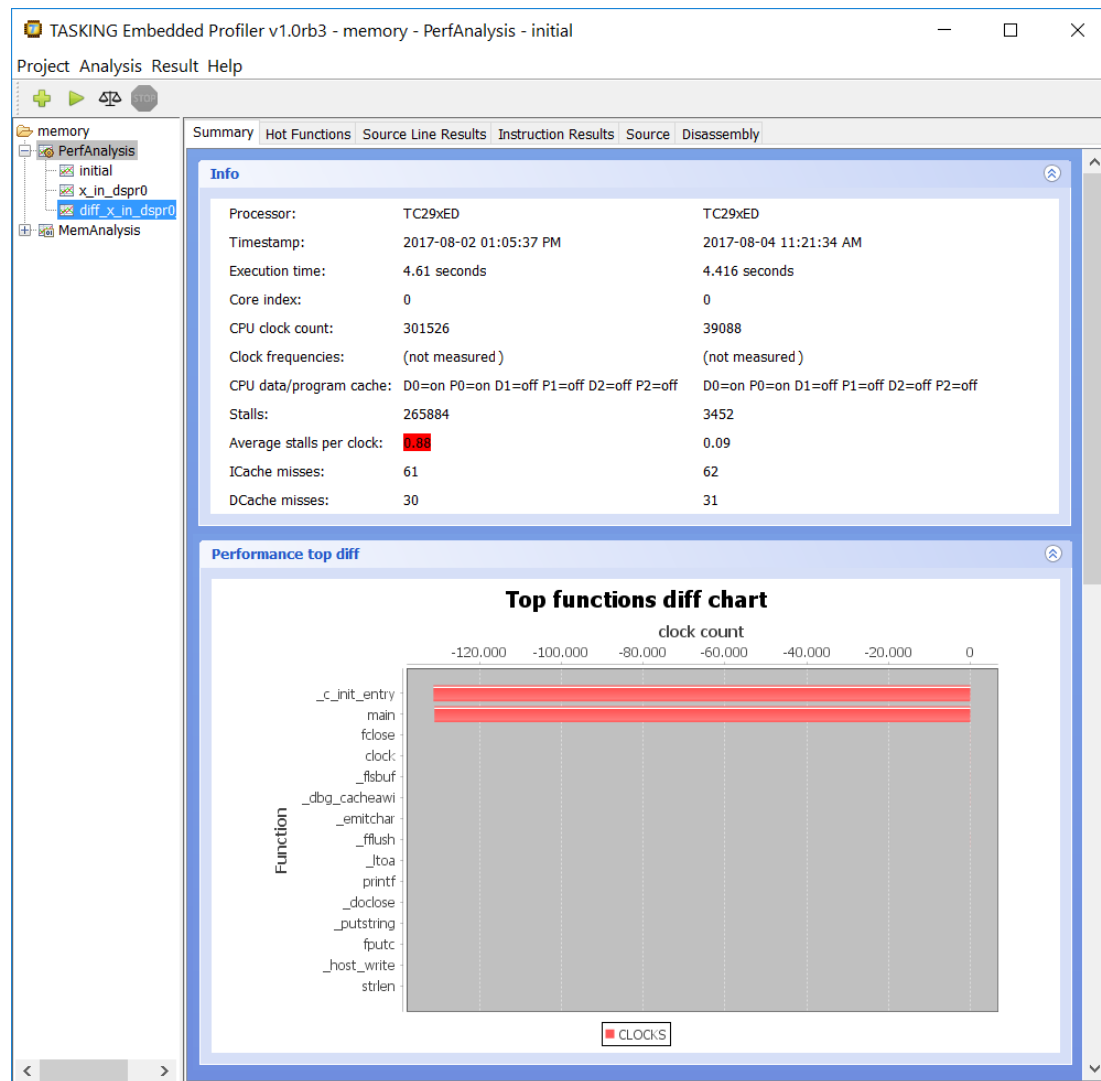 TASKING Embedded Profiler v1.0rb3 - memory - PerfAnalysis - initial
Project Analysis Result Help
STOP
memory
PerfAnalysis
initial
x_in_dspr0
diff_x_in_dspr0
MemAnalysis
Summary Hot Functions Source Line Results Instruction Results Source Disassembly
Info
Processor: TC29xED TC29xED
Timestamp: 2017-08-02 01:05:37 PM 2017-08-04 11:21:34 AM
Execution time: 4.61 seconds 4.416 seconds
Core index: 0 0
CPU clock count: 301526 39088
Clock frequencies: (not measured) (not measured)
CPU data/program cache: D0=on P0=on D1=off P1=off D2=off P2=off D0=on P0=on D1=off P1=off D2=off P2=off
Stalls: 265884 3452
Average stalls per clock: 0.88 0.09
ICache misses: 61 62
DCache misses: 30 31
Performance top diff
Top functions diff chart
clock count
-120.000 -100.000 -80.000 -60.000 -40.000 -20.000 0
Function
_c_init_entry
main
fclose
clock
_flsbuf
_dbg_cacheawi
_emitchar
_fflush
_ltoa
printf
_doclose
_putstring
fputc
_host_write
strlen
CLOCKS